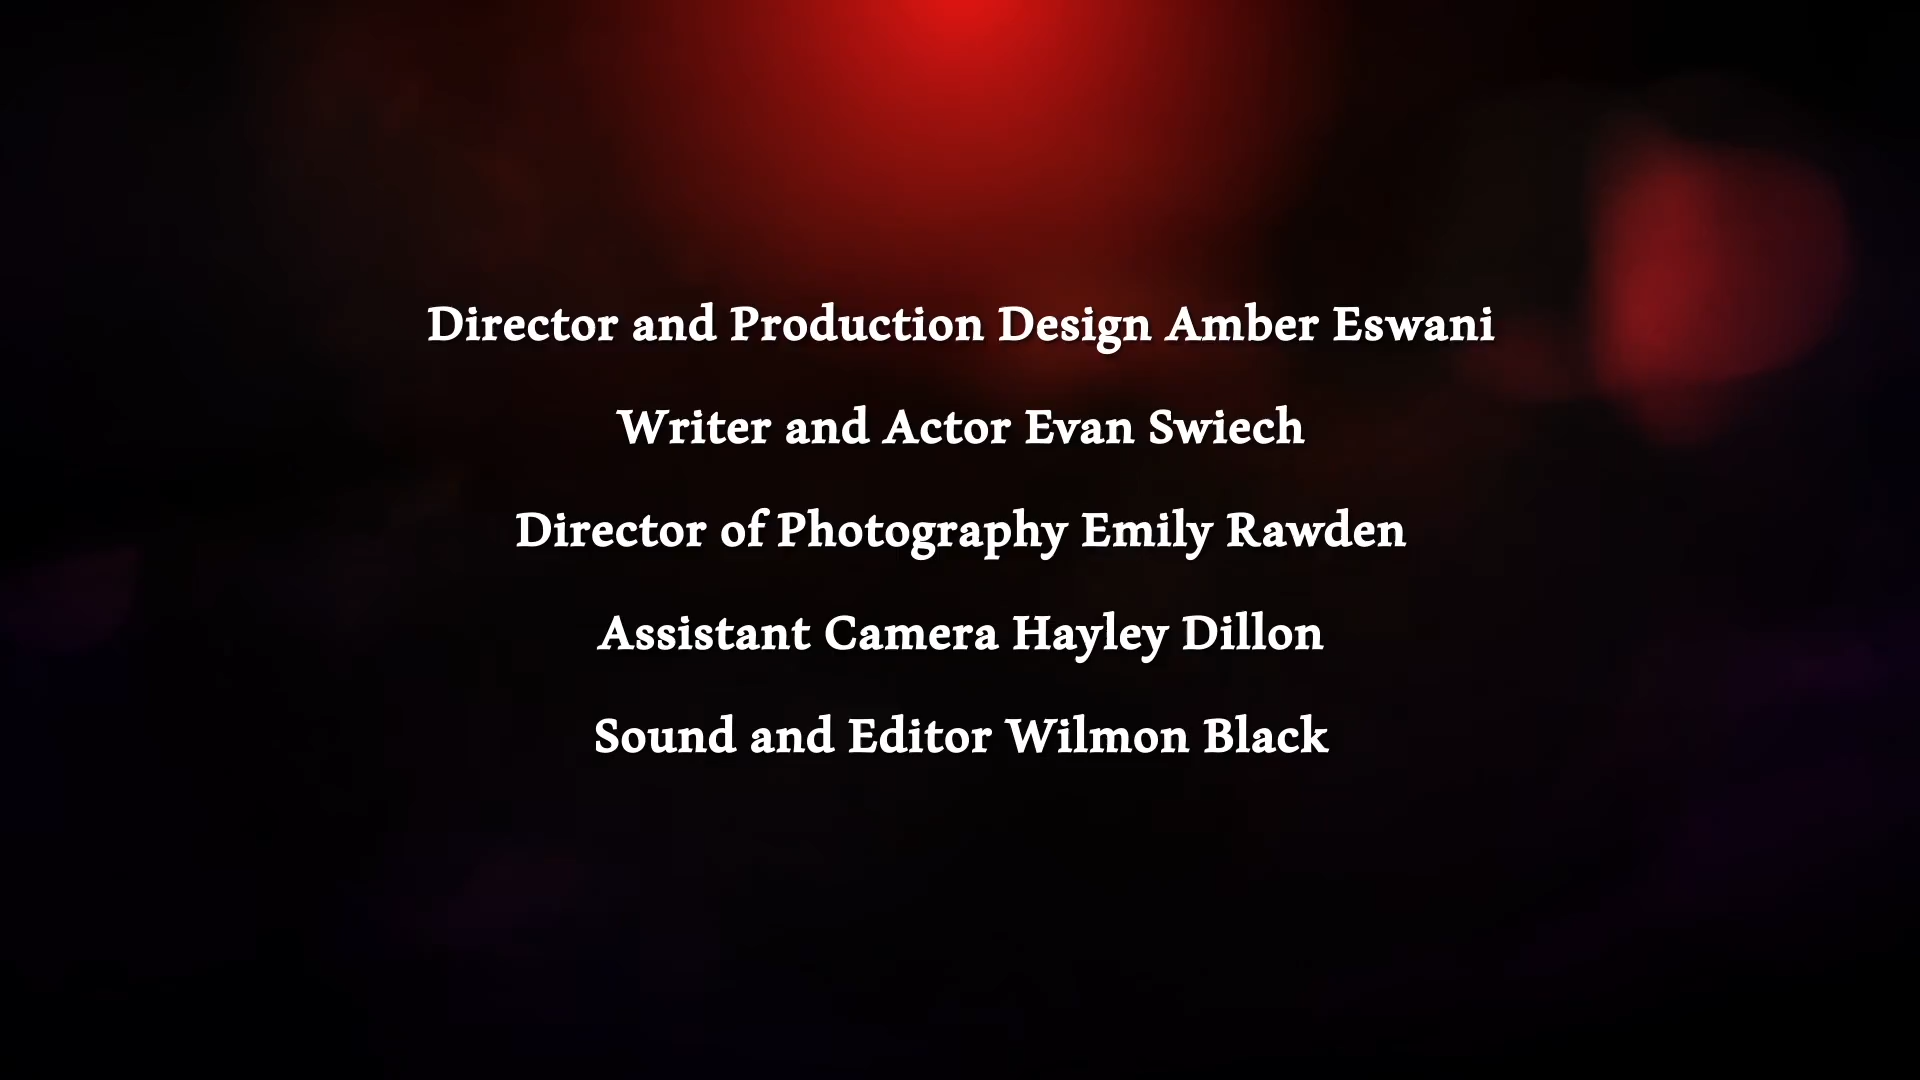 Director and Production Design Amber Eswani
Writer and Actor Evan Swiech
Director of Photography Emily Rawden
Assistant Camera Hayley Dillon
Sound and Editor Wilmon Black